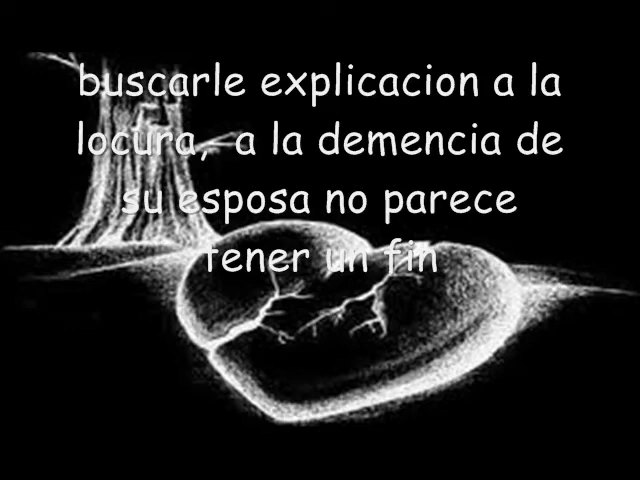 buscarle explicacion a la
locura,  a la demencia de
su esposa no parece
tener un fin